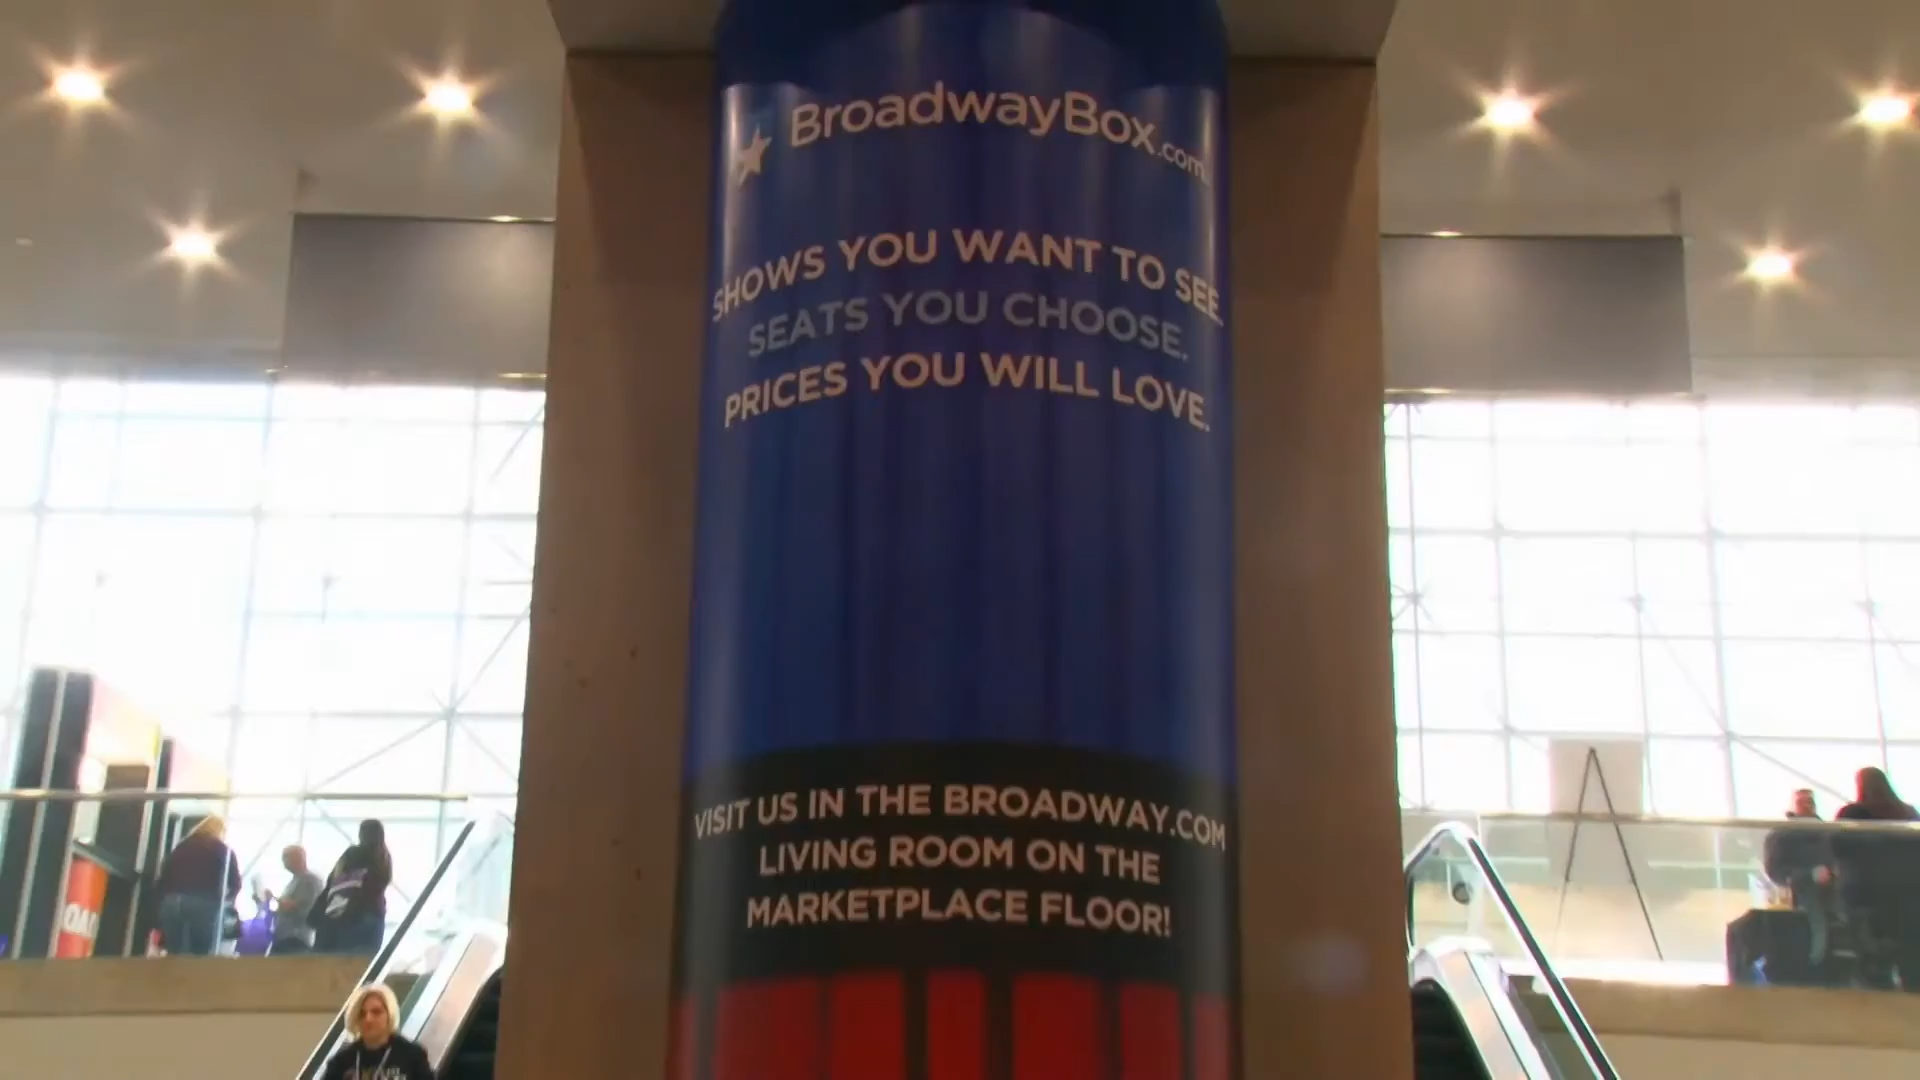 BroadwayBox.com
SHOWS YOU WANT TO SEE.
SEATS YOU CHOOSE.
PRICES YOU WILL LOVE.
VISIT US IN THE BROADWAY.COM
LIVING ROOM ON THE
MARKETPLACE FLOOR!